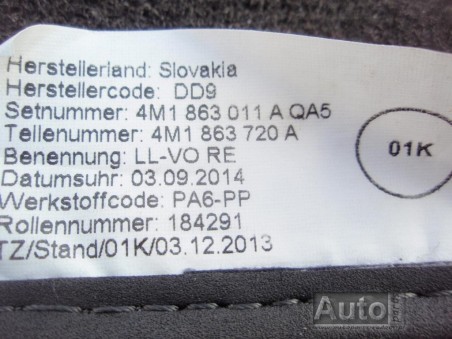 Herstellerland: Slovakia
Herstellercode: DD9
Setnummer: 4M1 863 011 A QA5
Teilenummer: 4M1 863 720 A
Benennung: LL-VO RE
Datumsuhr: 03.09.2014
Werkstoffcode: PA6-PP
Rollennummer: 184291
TZ/Stand/01K/03.12.2013
01K
Auto